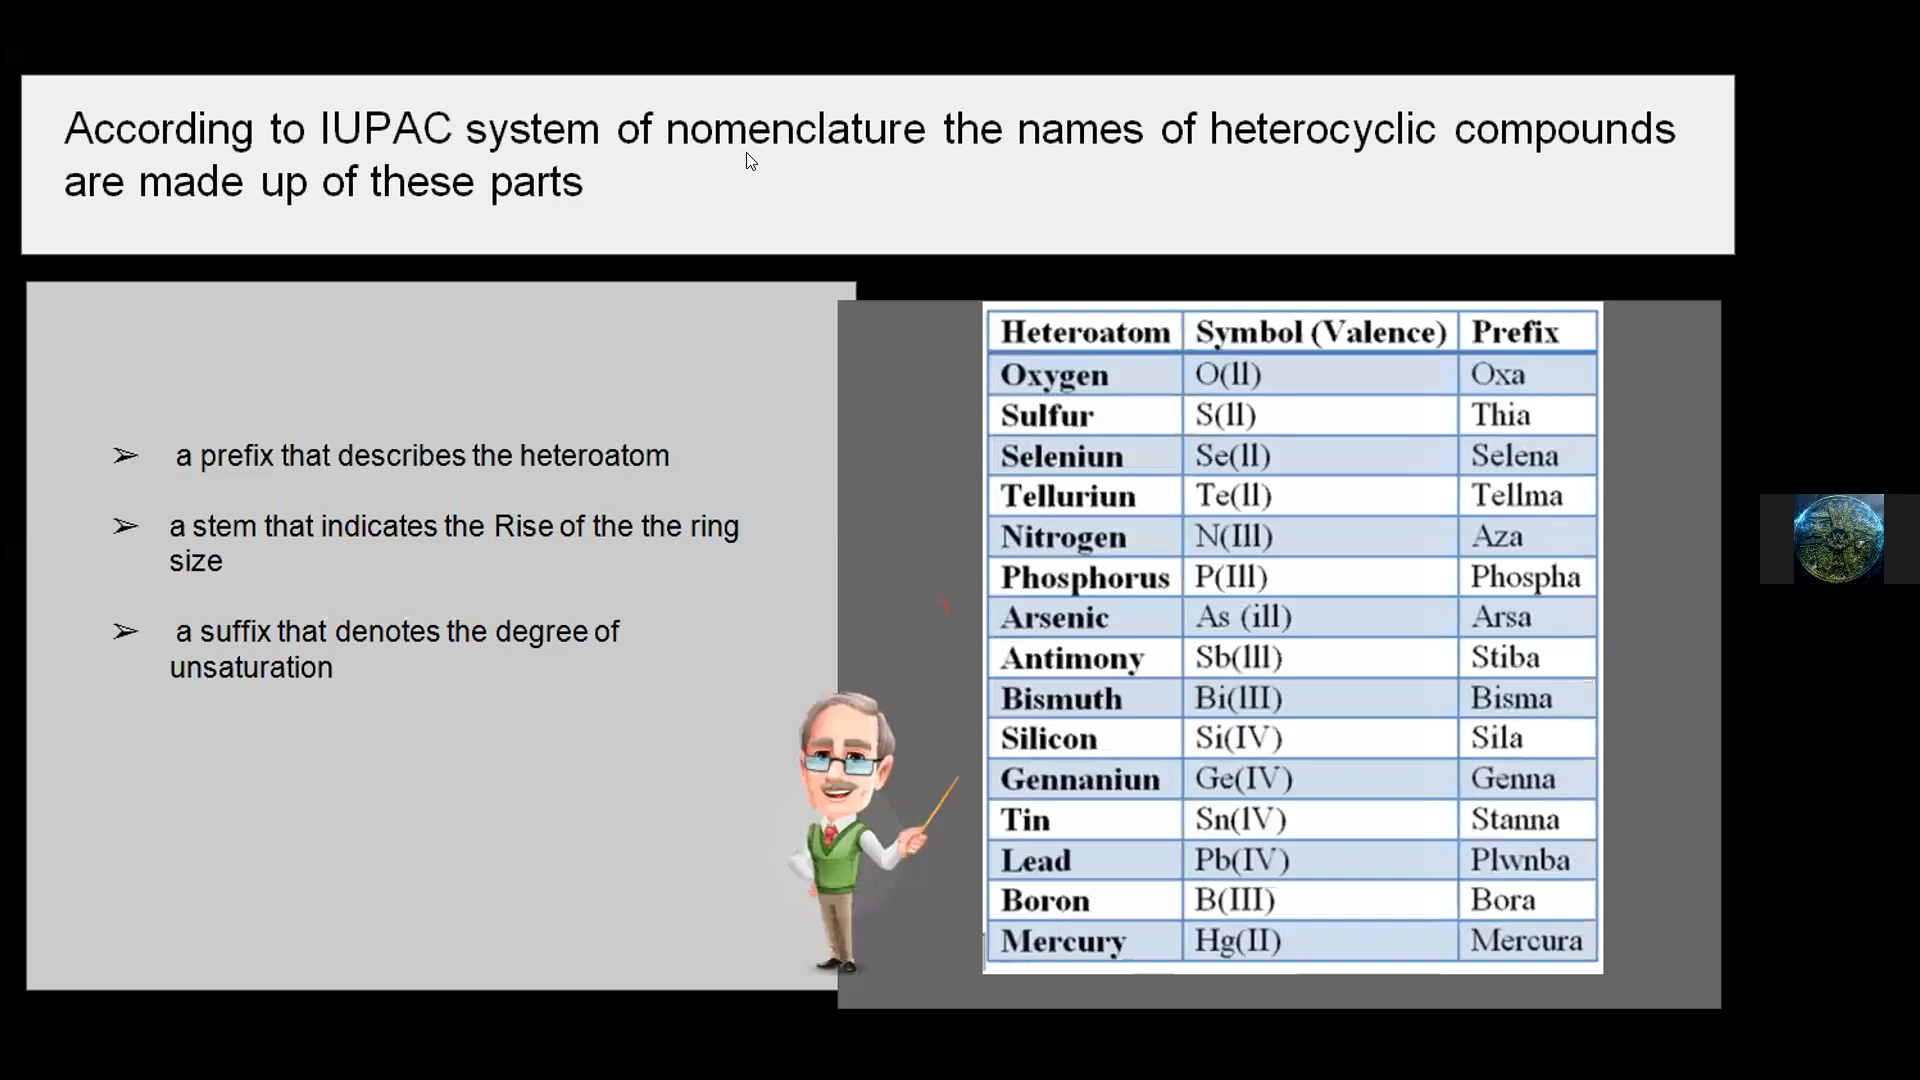 According to IUPAC system of nomenclature the names of heterocyclic compounds
are made up of these parts
➢ a prefix that describes the heteroatom
➢ a stem that indicates the Rise of the the ring
size
➢ a suffix that denotes the degree of
unsaturation
Heteroatom Symbol (Valence) Prefix
Oxygen O(ll) Oxa
Sulfur S(ll) Thia
Seleniun Se(ll) Selena
Telluriun Te(ll) Tellma
Nitrogen N(Ill) Aza
Phosphorus P(Ill) Phospha
Arsenic As (ill) Arsa
Antimony Sb(lll) Stiba
Bismuth Bi(lII) Bisma
Silicon Si(IV) Sila
Gennaniun Ge(IV) Genna
Tin Sn(lV) Stanna
Lead Pb(IV) Plwnba
Boron B(III) Bora
Mercury Hg(II) Mercura